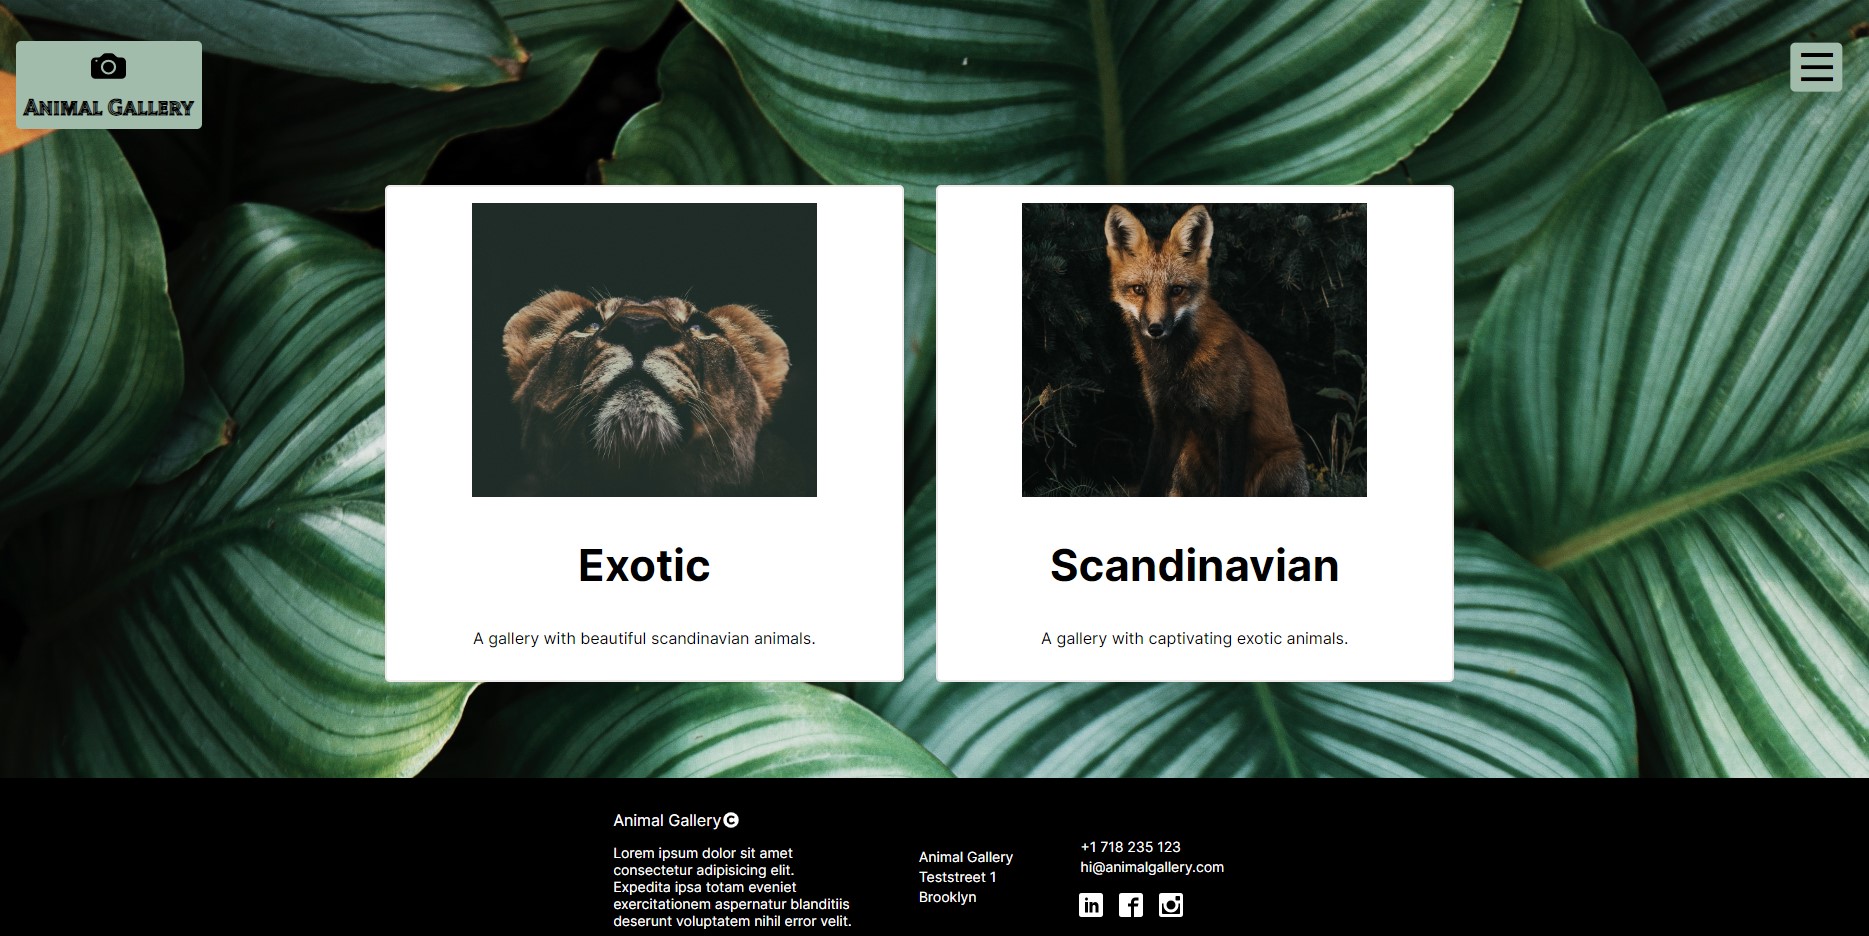 Animal Gallery
Exotic
A gallery with beautiful scandinavian animals.
Scandinavian
A gallery with captivating exotic animals.
Animal Gallery©
Lorem ipsum dolor sit amet
consectetur adipisicing elit.
Expedita ipsa totam eveniet
exercitationem aspernatur blanditiis
deserunt voluptatem nihil error velit.
Animal Gallery
Teststreet 1
Brooklyn
+1 718 235 123
hi@animalgallery.com
in
f